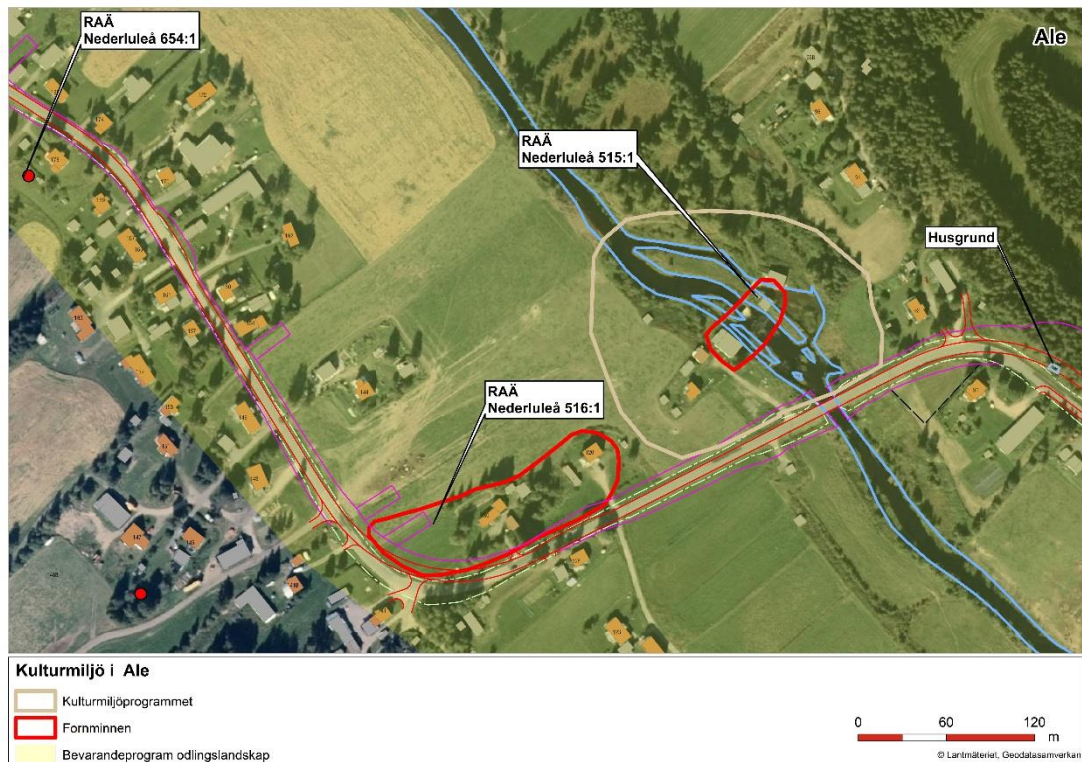 RAÄ
Nederluleå 654:1
Ale
RAÄ
Nederluleå 515:1
Husgrund
RAÄ
Nederluleå 516:1
Kulturmiljö i Ale
Kulturmiljöprogrammet
Fornminnen
Bevarandeprogram odlingslandskap
0 60 120
m
© Lantmäteriet, Geodatasamverkan